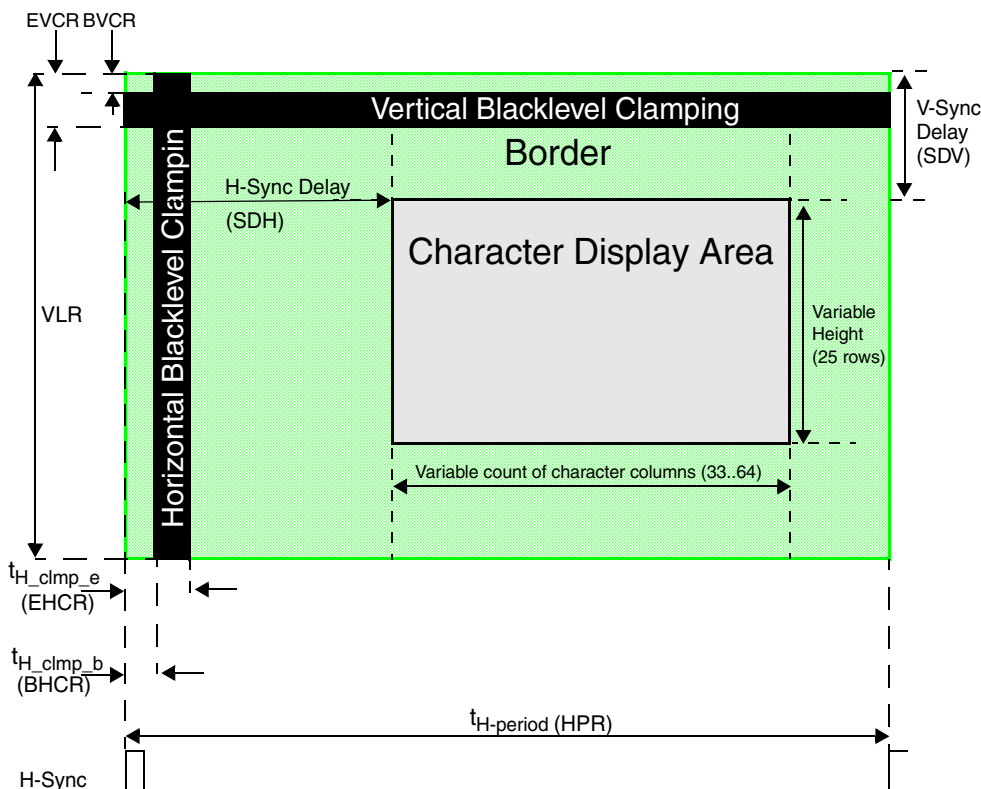 EVCR BVCR
Vertical Blacklevel Clamping
V-Sync
Delay
(SDV)
Border
H-Sync Delay
(SDH)
Horizontal Blacklevel Clampin
Character Display Area
VLR
Variable
Height
(25 rows)
Variable count of character columns (33..64)
tH_clmp_e
(EHCR)
tH_clmp_b
(BHCR)
tH-period (HPR)
H-Sync